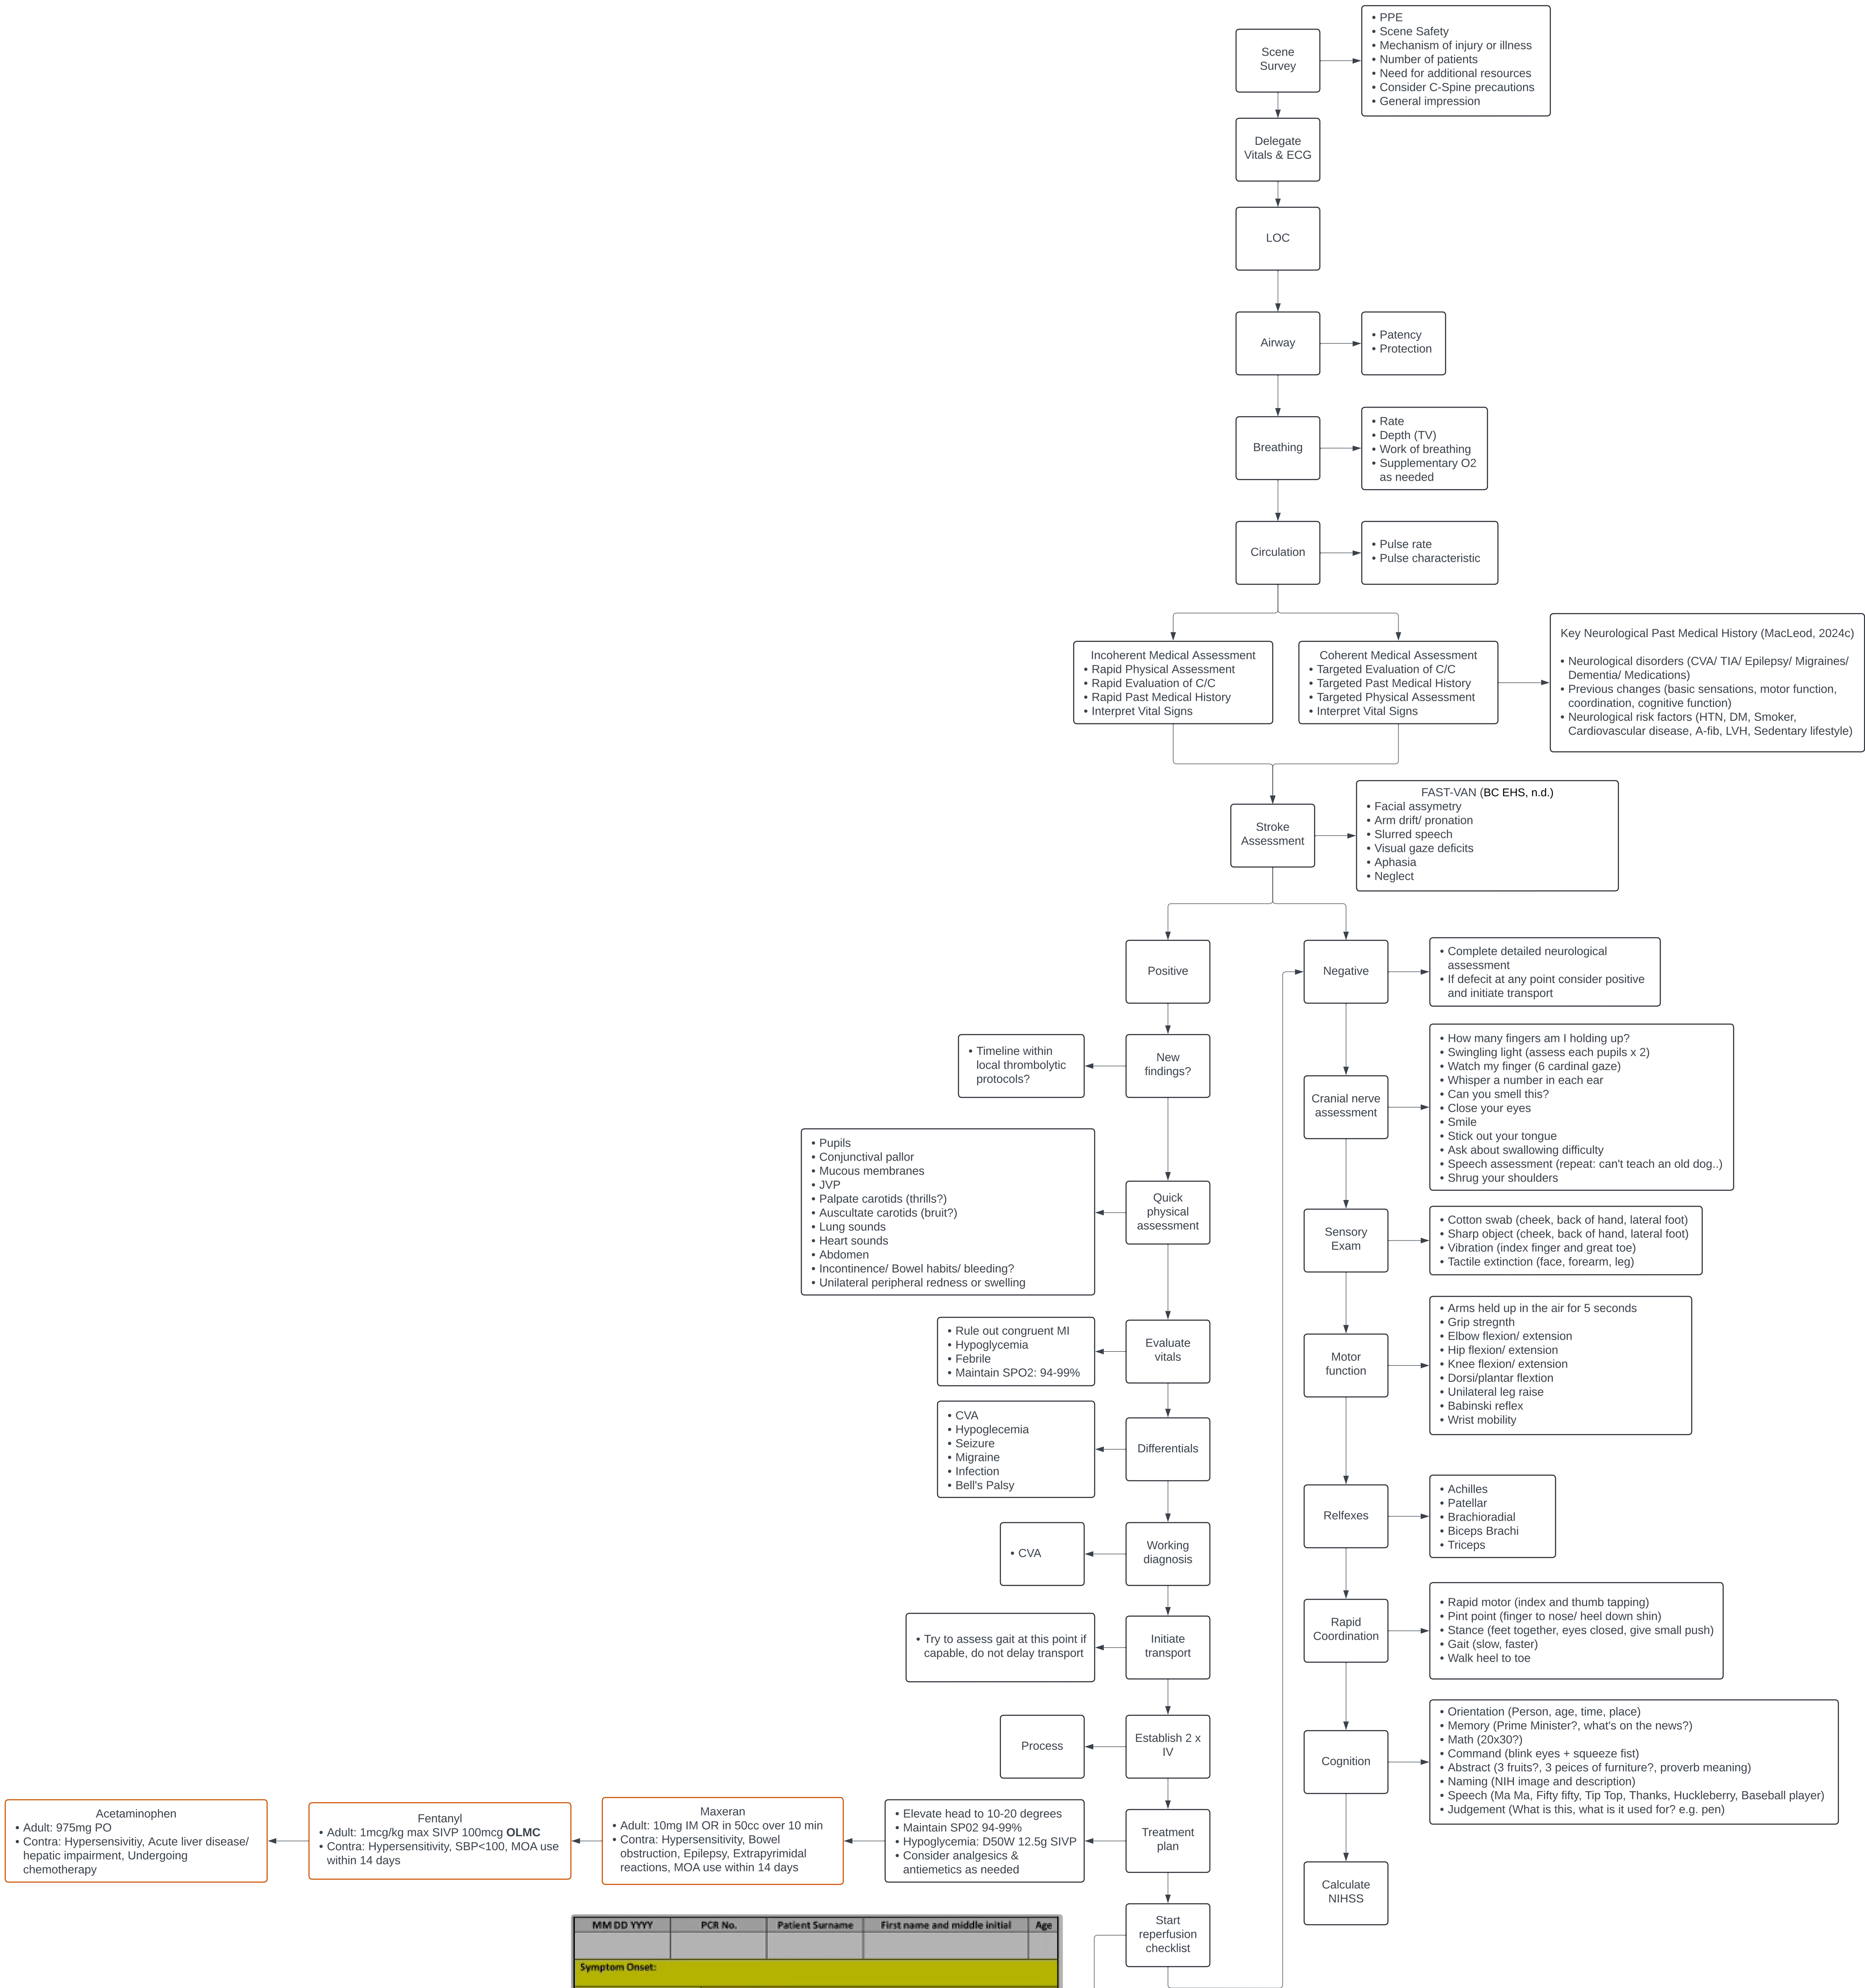 Scene
Survey
• PPE
• Scene Safety
• Mechanism of injury or illness
• Number of patients
• Need for additional resources
• Consider C-Spine precautions
• General impression
Delegate
Vitals & ECG
LOC
Airway
• Patency
• Protection
Breathing
• Rate
• Depth (TV)
• Work of breathing
• Supplementary O2
as needed
Circulation
• Pulse rate
• Pulse characteristic
Incoherent Medical Assessment
• Rapid Physical Assessment
• Rapid Evaluation of C/C
• Rapid Past Medical History
• Interpret Vital Signs
Coherent Medical Assessment
• Targeted Evaluation of C/C
• Targeted Past Medical History
• Targeted Physical Assessment
• Interpret Vital Signs
Key Neurological Past Medical History (MacLeod, 2024c)
• Neurological disorders (CVA/ TIA/ Epilepsy/ Migraines/
Dementia/ Medications)
• Previous changes (basic sensations, motor function,
coordination, cognitive function)
• Neurological risk factors (HTN, DM, Smoker,
Cardiovascular disease, A-fib, LVH, Sedentary lifestyle)
Stroke
Assessment
FAST-VAN (BC EHS, n.d.)
• Facial assymetry
• Arm drift/ pronation
• Slurred speech
• Visual gaze deficits
• Aphasia
• Neglect
Positive
New
findings?
• Timeline within
local thrombolytic
protocols?
Quick
physical
assessment
• Pupils
• Conjunctival pallor
• Mucous membranes
• JVP
• Palpate carotids (thrills?)
• Auscultate carotids (bruit?)
• Lung sounds
• Heart sounds
• Abdomen
• Incontinence/ Bowel habits/ bleeding?
• Unilateral peripheral redness or swelling
Evaluate
vitals
• Rule out congruent MI
• Hypoglycemia
• Febrile
• Maintain SPO2: 94-99%
Differentials
• CVA
• Hypoglecemia
• Seizure
• Migraine
• Infection
• Bell's Palsy
Working
diagnosis
• CVA
Initiate
transport
• Try to assess gait at this point if
capable, do not delay transport
Establish 2 x
IV
Process
Treatment
plan
• Elevate head to 10-20 degrees
• Maintain SP02 94-99%
• Hypoglycemia: D50W 12.5g SIVP
• Consider analgesics &
antiemetics as needed
Maxeran
• Adult: 10mg IM OR in 50cc over 10 min
• Contra: Hypersensitivity, Bowel
obstruction, Epilepsy, Extrapyrimidal
reactions, MOA use within 14 days
Fentanyl
• Adult: 1mcg/kg max SIVP 100mcg OLMC
• Contra: Hypersensitivity, SBP<100, MOA use
within 14 days
Acetaminophen
• Adult: 975mg PO
• Contra: Hypersensivitiy, Acute liver disease/
hepatic impairment, Undergoing
chemotherapy
Start
reperfusion
checklist
MM DD YYYY
PCR No.
Patient Surname
First name and middle initial
Age
Symptom Onset:
Negative
• Complete detailed neurological
assessment
• If defecit at any point consider positive
and initiate transport
Cranial nerve
assessment
• How many fingers am I holding up?
• Swingling light (assess each pupils x 2)
• Watch my finger (6 cardinal gaze)
• Whisper a number in each ear
• Can you smell this?
• Close your eyes
• Smile
• Stick out your tongue
• Ask about swallowing difficulty
• Speech assessment (repeat: can't teach an old dog..)
• Shrug your shoulders
Sensory
Exam
• Cotton swab (cheek, back of hand, lateral foot)
• Sharp object (cheek, back of hand, lateral foot)
• Vibration (index finger and great toe)
• Tactile extinction (face, forearm, leg)
Motor
function
• Arms held up in the air for 5 seconds
• Grip stregnth
• Elbow flexion/ extension
• Hip flexion/ extension
• Knee flexion/ extension
• Dorsi/plantar flextion
• Unilateral leg raise
• Babinski reflex
• Wrist mobility
Relfexes
• Achilles
• Patellar
• Brachioradial
• Biceps Brachi
• Triceps
Rapid
Coordination
• Rapid motor (index and thumb tapping)
• Pint point (finger to nose/ heel down shin)
• Stance (feet together, eyes closed, give small push)
• Gait (slow, faster)
• Walk heel to toe
Cognition
• Orientation (Person, age, time, place)
• Memory (Prime Minister?, what's on the news?)
• Math (20x30?)
• Command (blink eyes + squeeze fist)
• Abstract (3 fruits?, 3 peices of furniture?, proverb meaning)
• Naming (NIH image and description)
• Speech (Ma Ma, Fifty fifty, Tip Top, Thanks, Huckleberry, Baseball player)
• Judgement (What is this, what is it used for? e.g. pen)
Calculate
NIHSS